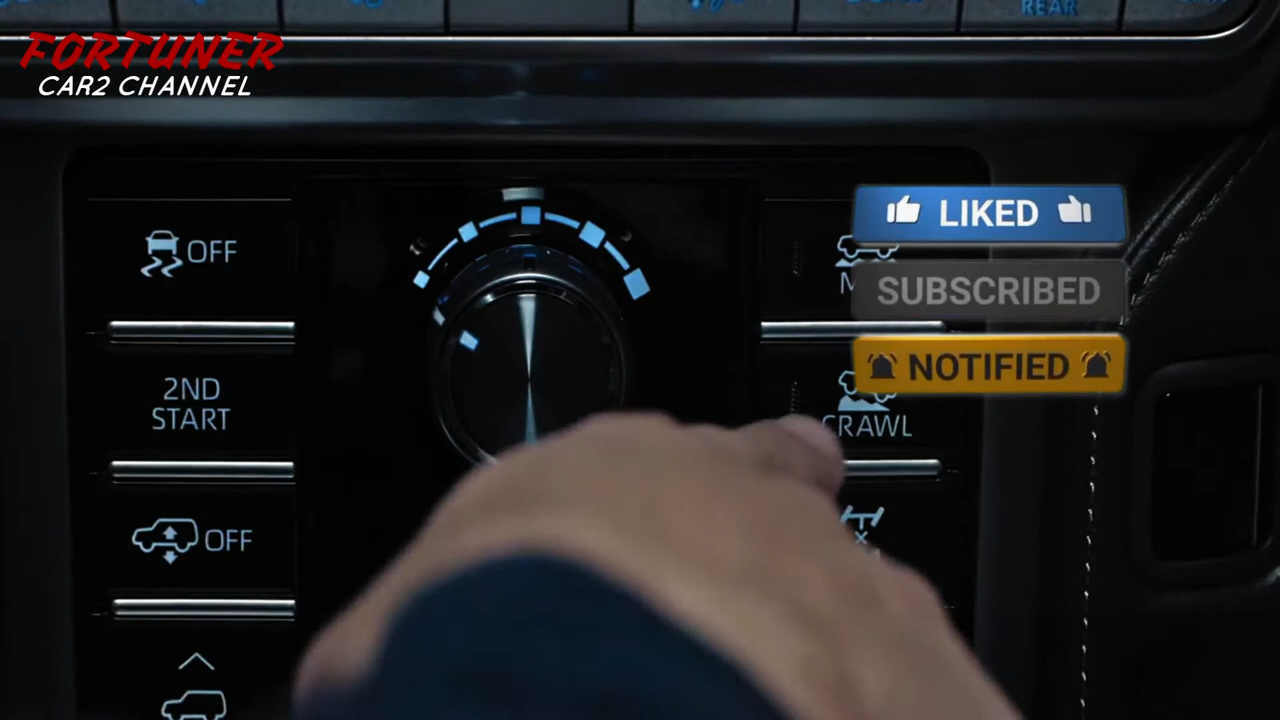 REAR
FORTUNER
CAR2 CHANNEL
OFF
LIKED
SUBSCRIBED
2ND
START
NOTIFIED
CRAWL
OFF